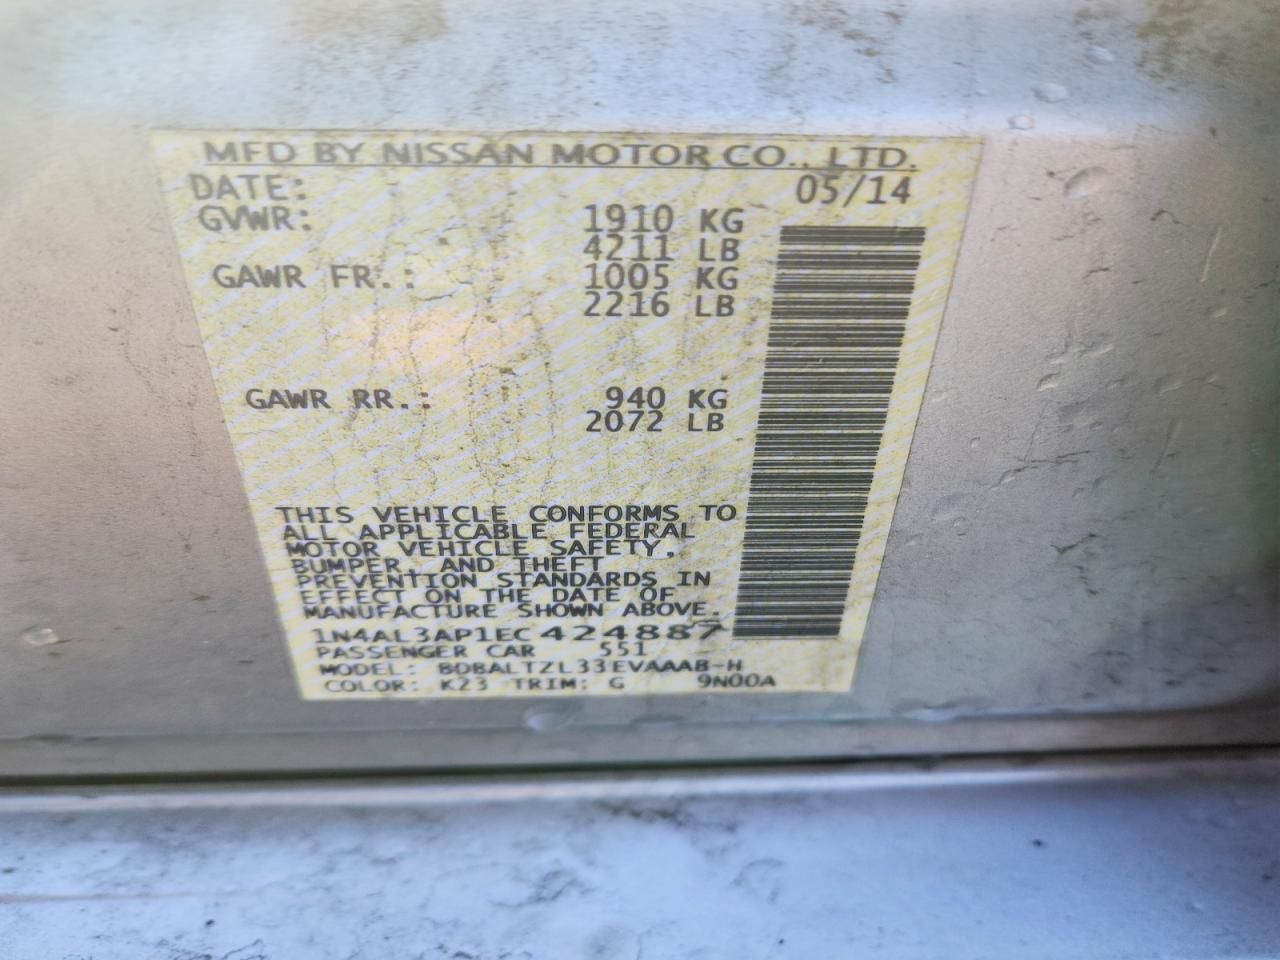 MFD BY NISSAN MOTOR CO., LTD.
DATE: 05/14
GVWR: 1910 KG
4211 LB
GAWR FR.: 1005 KG
2216 LB
GAWR RR.: 940 KG
2072 LB
THIS VEHICLE CONFORMS TO
ALL APPLICABLE FEDERAL
MOTOR VEHICLE SAFETY,
BUMPER, AND THEFT
PREVENTION STANDARDS IN
EFFECT ON THE DATE OF
MANUFACTURE SHOWN ABOVE.
1N4AL3AP1EC424887
PASSENGER CAR 551
MODEL: BDBALTZL33EVAAAB-H
COLOR: K23 TRIM: G 9N00A